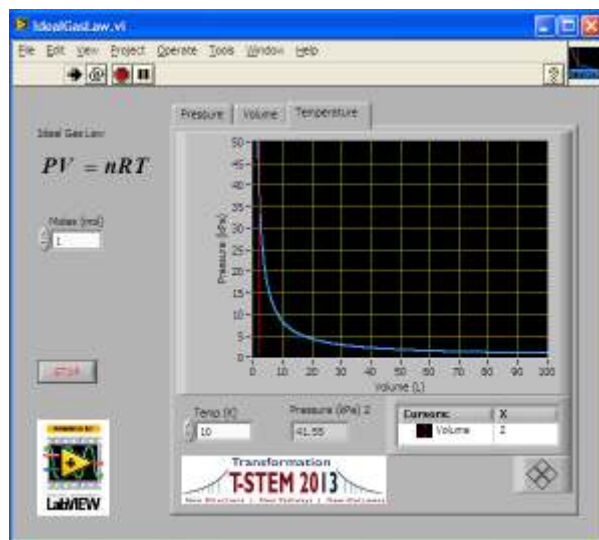 IdealGasLaw.vi
File Edit View Project Operate Tools Window Help
Pressure Volume Temperature
Ideal Gas Law
PV = nRT
Moles (mol)
1
STOP
50
45
40
35
30
25
20
15
10
5
0
Pressure (kPa)
0 10 20 30 40 50 60 70 80 90 100
Volume (L)
Temp (K)
10
Pressure (kPa) 2
41.55
Cursors: X
Volume 2
LabVIEW
Transformation
T-STEM 2013